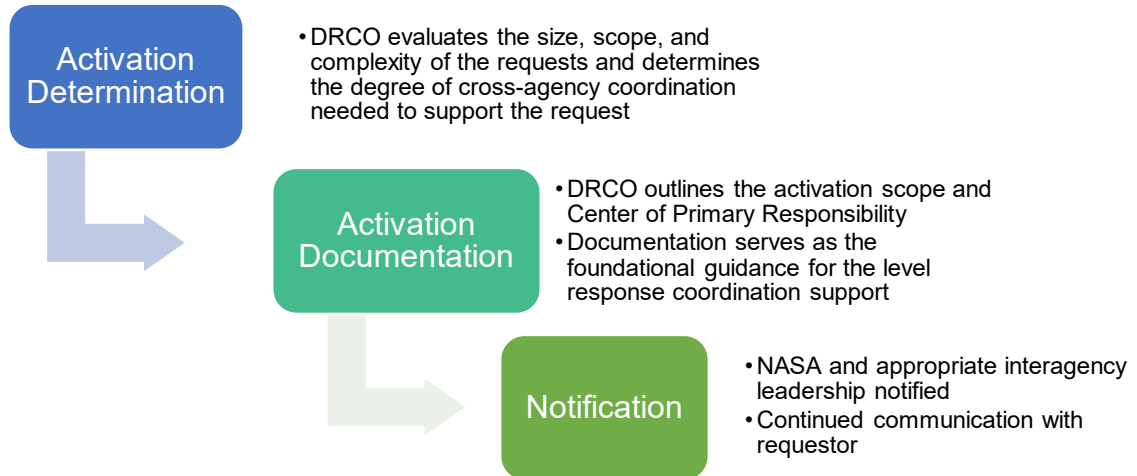 Activation
Determination
•DRCO evaluates the size, scope, and
complexity of the requests and determines
the degree of cross-agency coordination
needed to support the request
Activation
Documentation
•DRCO outlines the activation scope and
Center of Primary Responsibility
•Documentation serves as the
foundational guidance for the level
response coordination support
Notification
•NASA and appropriate interagency
leadership notified
•Continued communication with
requestor